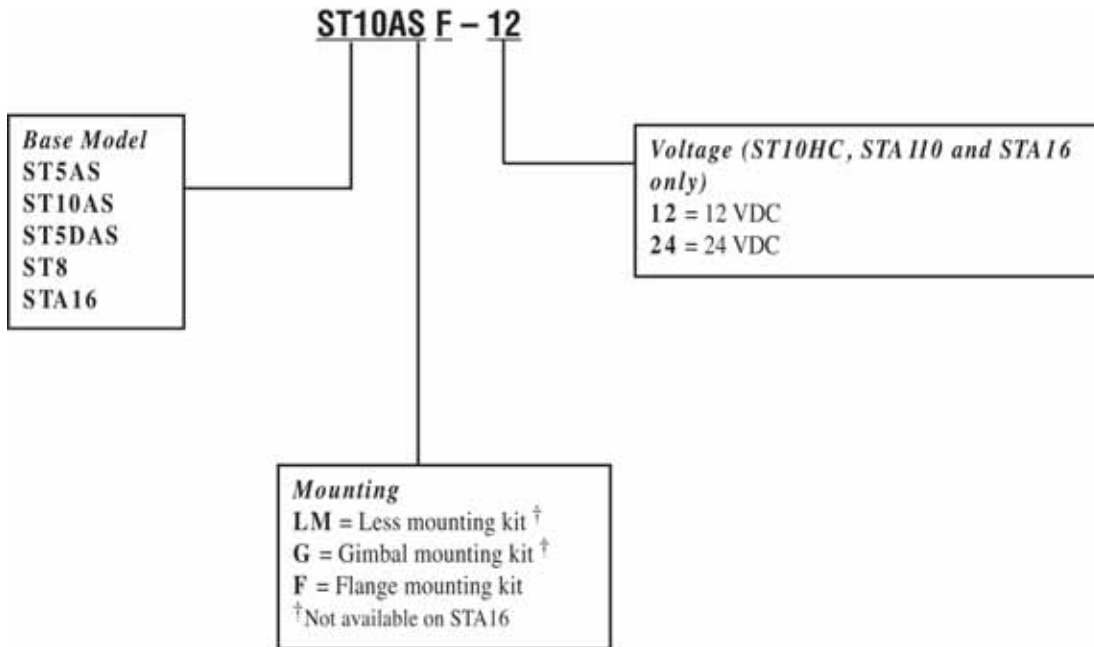 ST10AS F – 12
Base Model
ST5AS
ST10AS
ST5DAS
ST8
STA16
Voltage (ST10HC, STA110 and STA16
only)
12 = 12 VDC
24 = 24 VDC
Mounting
LM = Less mounting kit †
G = Gimbal mounting kit †
F = Flange mounting kit
†Not available on STA16